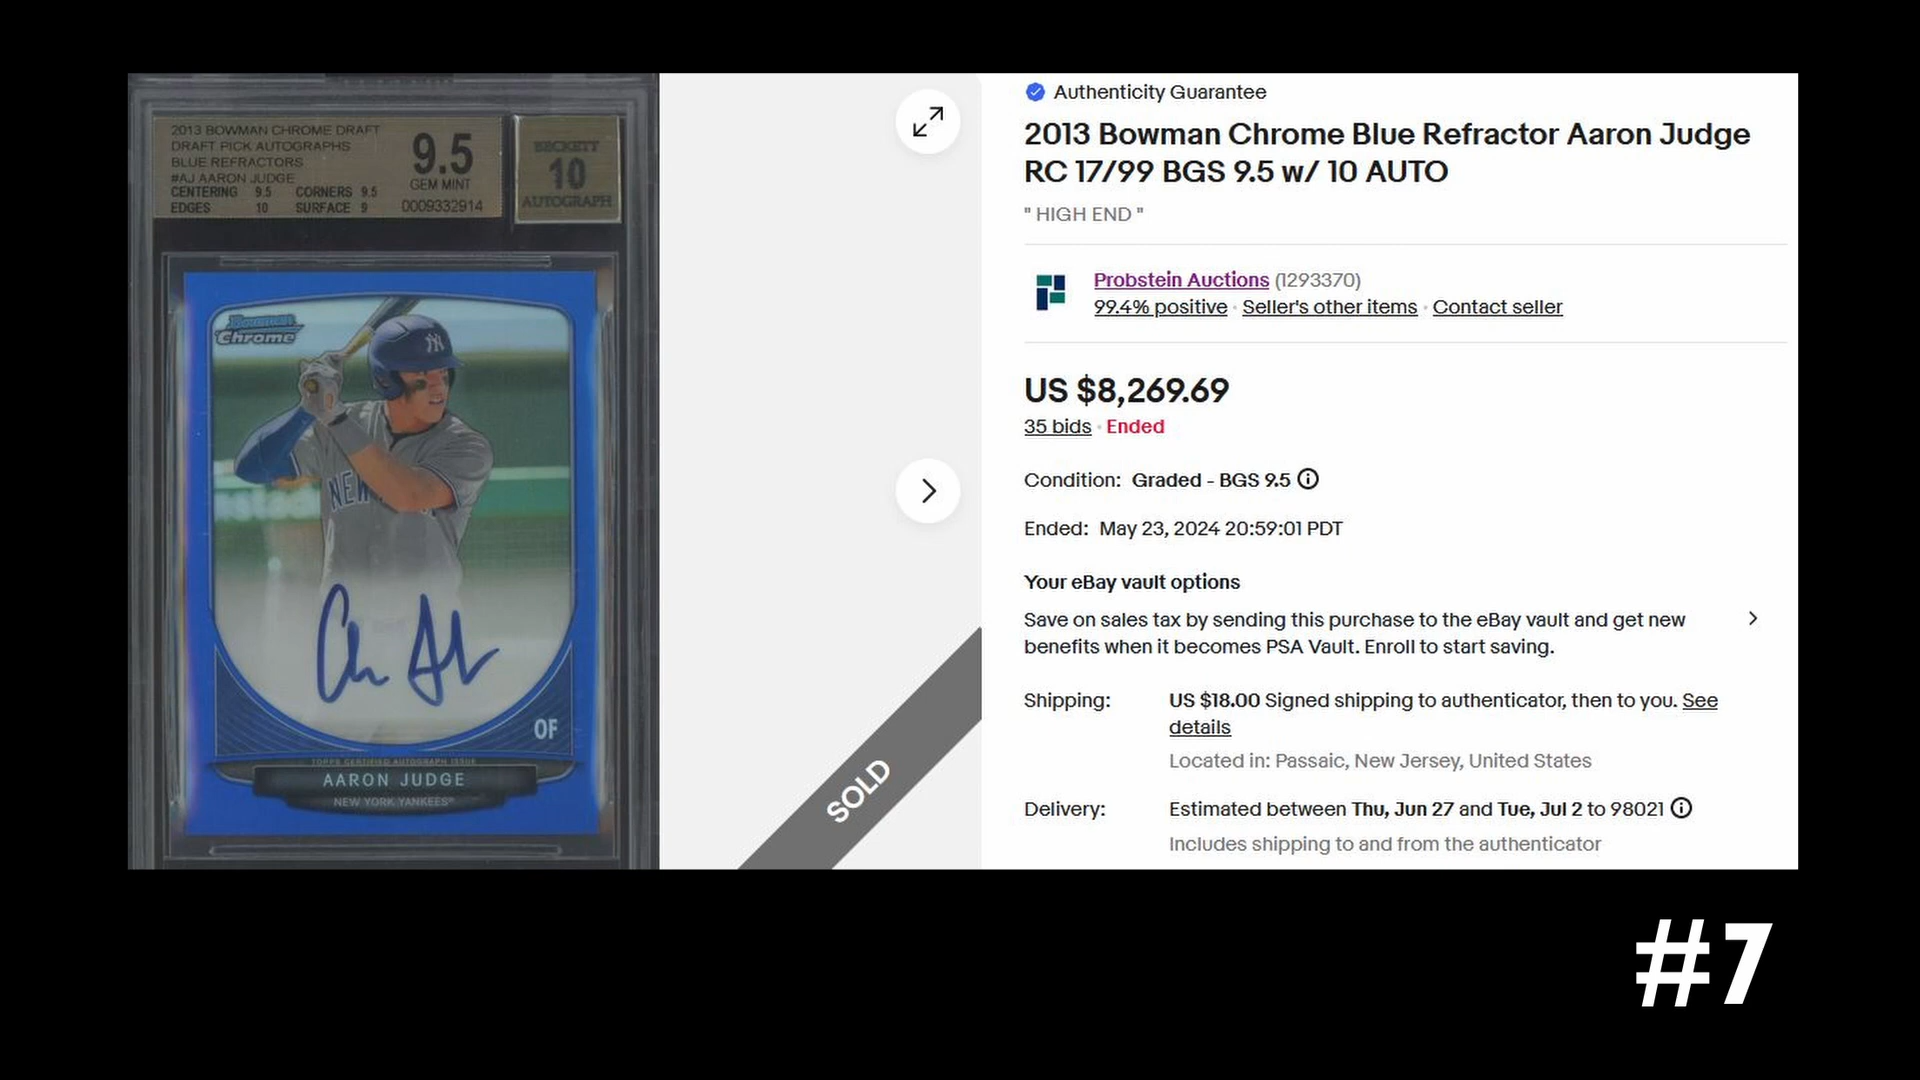 2013 BOWMAN CHROME DRAFT
DRAFT PICK AUTOGRAPHS
BLUE REFRACTORS
#AJ AARON JUDGE
CENTERING 9.5 CORNERS 9.5
EDGES 10 SURFACE 9
9.5
GEM MINT
0009332914
BECKETT
10
AUTOGRAPH
Bowman
Chrome
NY
NEW
OF
TOPPS CERTIFIED AUTOGRAPH ISSUE
AARON JUDGE
NEW YORK YANKEES®
SOLD
Authenticity Guarantee
2013 Bowman Chrome Blue Refractor Aaron Judge
RC 17/99 BGS 9.5 w/ 10 AUTO
" HIGH END "
Probstein Auctions (1293370)
99.4% positive · Seller's other items · Contact seller
US $8,269.69
35 bids · Ended
Condition: Graded - BGS 9.5
Ended: May 23, 2024 20:59:01 PDT
Your eBay vault options
Save on sales tax by sending this purchase to the eBay vault and get new
benefits when it becomes PSA Vault. Enroll to start saving.
Shipping: US $18.00 Signed shipping to authenticator, then to you. See
details
Located in: Passaic, New Jersey, United States
Delivery: Estimated between Thu, Jun 27 and Tue, Jul 2 to 98021
Includes shipping to and from the authenticator
#7